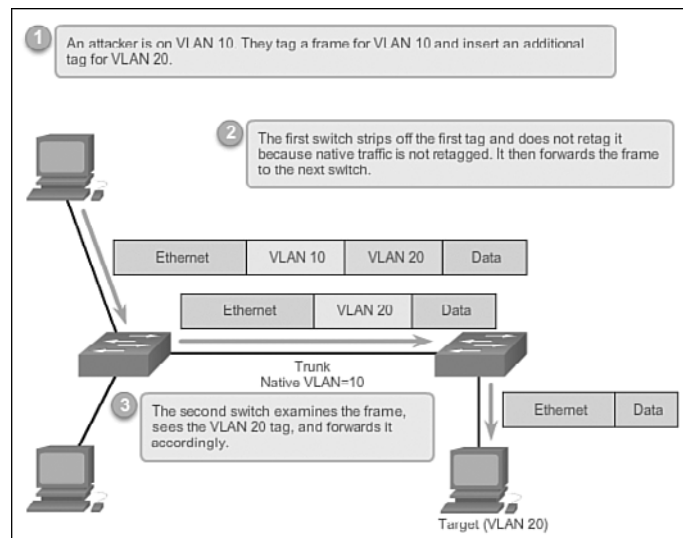 1
An attacker is on VLAN 10. They tag a frame for VLAN 10 and insert an additional
tag for VLAN 20.
2
The first switch strips off the first tag and does not retag it
because native traffic is not retagged. It then forwards the frame
to the next switch.
Ethernet VLAN 10 VLAN 20 Data
Ethernet VLAN 20 Data
Trunk
Native VLAN=10
3
The second switch examines the frame,
sees the VLAN 20 tag, and forwards it
accordingly.
Ethernet Data
Target (VLAN 20)